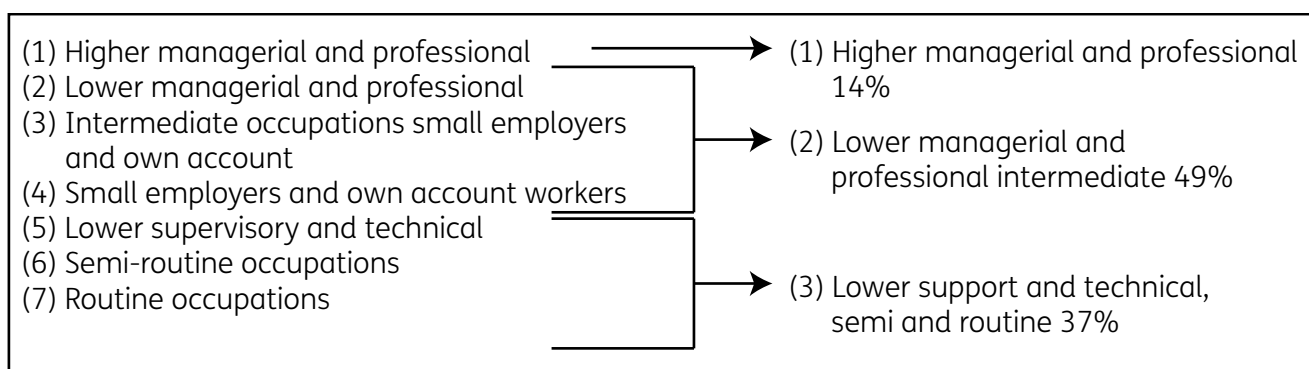 (1) Higher managerial and professional
(2) Lower managerial and professional
(3) Intermediate occupations small employers
and own account
(4) Small employers and own account workers
(5) Lower supervisory and technical
(6) Semi-routine occupations
(7) Routine occupations
(1) Higher managerial and professional
14%
(2) Lower managerial and
professional intermediate 49%
(3) Lower support and technical,
semi and routine 37%